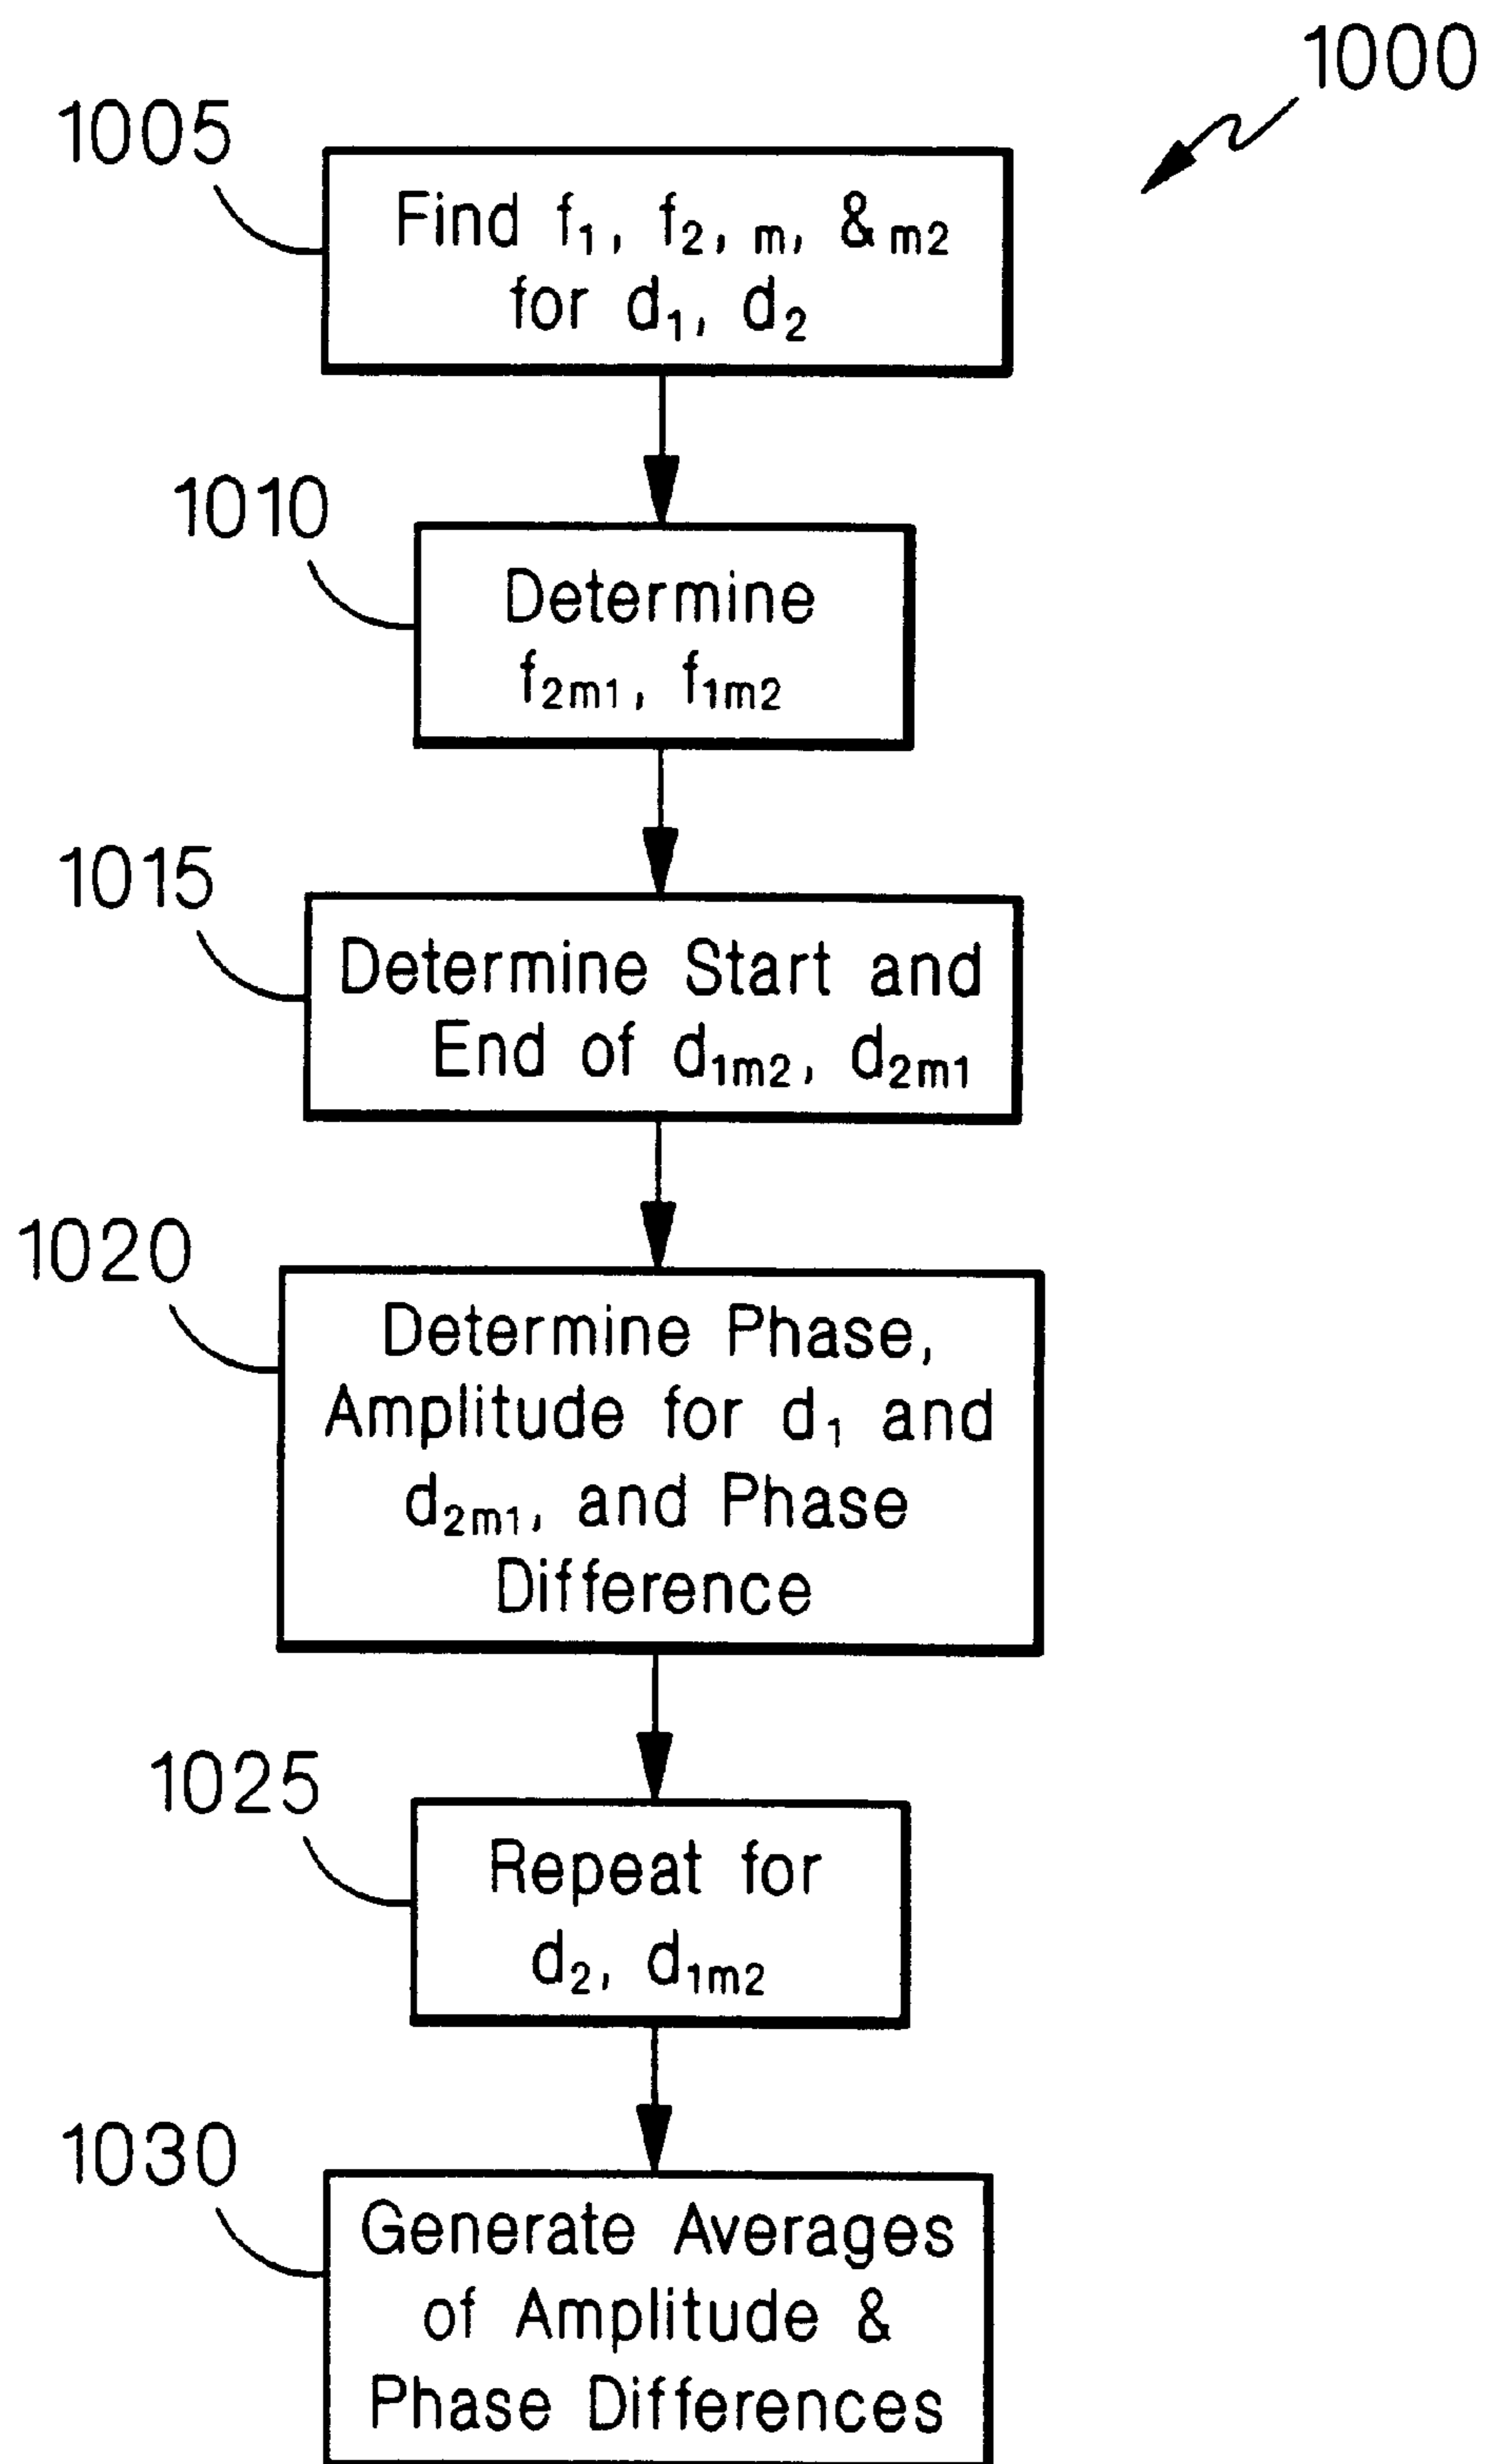 1000
1005
Find f₁, f₂, m, & m2
for d₁, d₂
1010
Determine
f₂ₘ₁, f₁ₘ₂
1015
Determine Start and
End of d₁ₘ₂, d₂ₘ₁
1020
Determine Phase,
Amplitude for d₁ and
d₂ₘ₁, and Phase
Difference
1025
Repeat for
d₂, d₁ₘ₂
1030
Generate Averages
of Amplitude &
Phase Differences